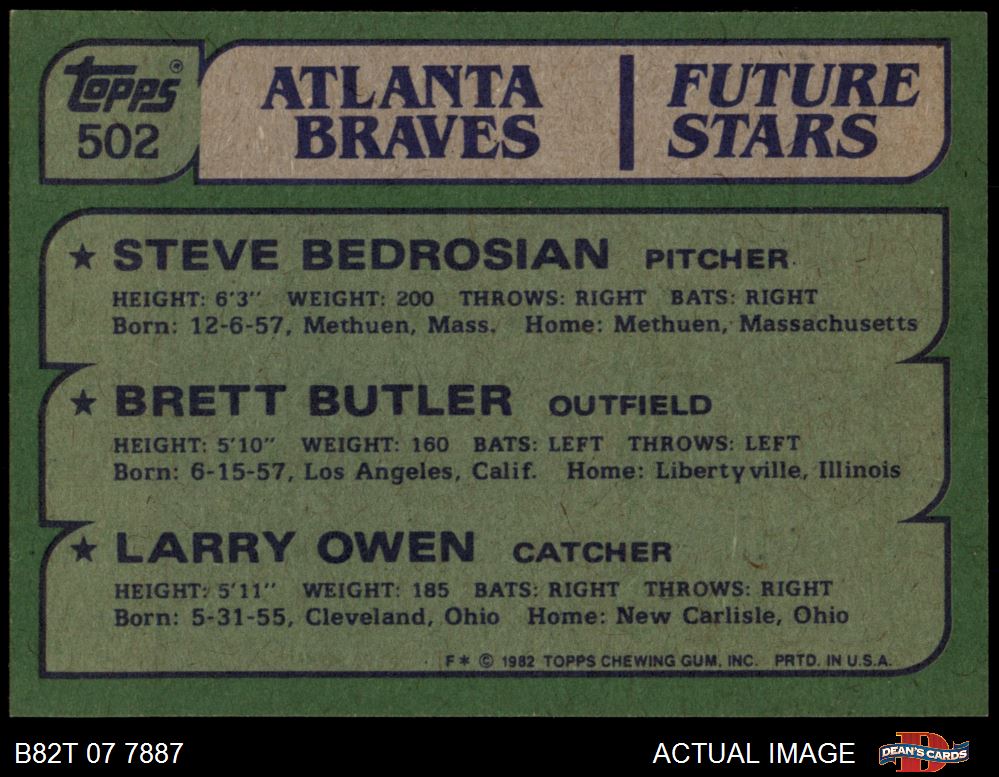 Topps®
502
ATLANTA BRAVES
FUTURE STARS
★ STEVE BEDROSIAN PITCHER
HEIGHT: 6'3" WEIGHT: 200 THROWS: RIGHT BATS: RIGHT
Born: 12-6-57, Methuen, Mass. Home: Methuen, Massachusetts
★ BRETT BUTLER OUTFIELD
HEIGHT: 5'10" WEIGHT: 160 BATS: LEFT THROWS: LEFT
Born: 6-15-57, Los Angeles, Calif. Home: Libertyville, Illinois
★ LARRY OWEN CATCHER
HEIGHT: 5'11" WEIGHT: 185 BATS: RIGHT THROWS: RIGHT
Born: 5-31-55, Cleveland, Ohio Home: New Carlisle, Ohio
F* © 1982 TOPPS CHEWING GUM, INC. PRTD. IN U.S.A.
B82T 07 7887
ACTUAL IMAGE
D
DEAN'S CARDS